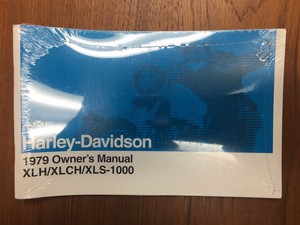 Harley-Davidson
1979 Owner's Manual
XLH/XLCH/XLS-1000